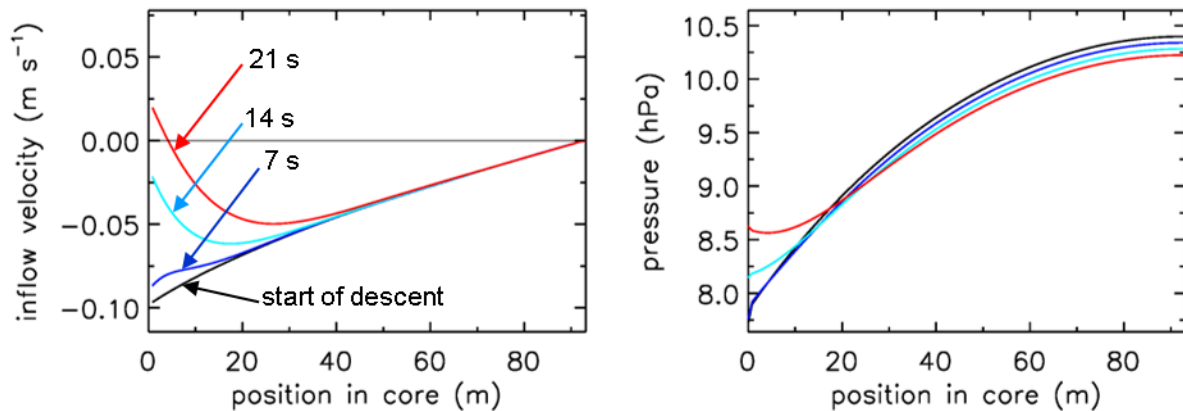 inflow velocity (m s⁻¹)
0.05
0.00
−0.05
−0.10
21 s
14 s
7 s
start of descent
0 20 40 60 80
position in core (m)
pressure (hPa)
10.5
10.0
9.5
9.0
8.5
8.0
0 20 40 60 80
position in core (m)